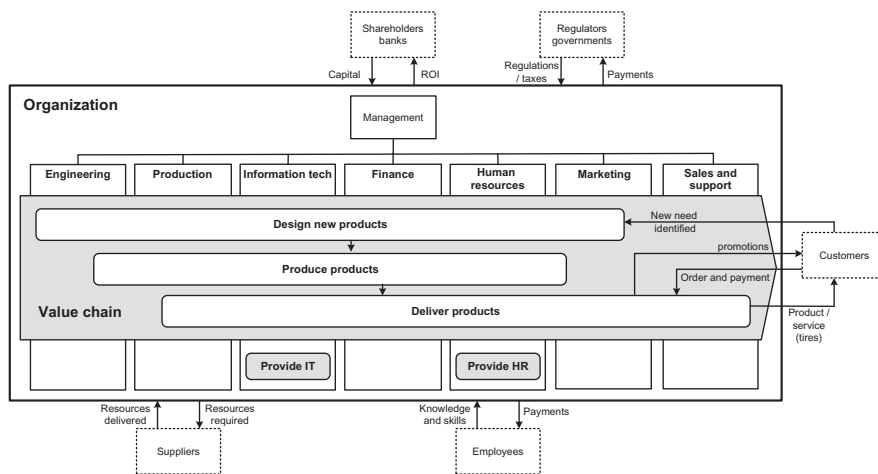 Shareholders
banks
Regulators
governments
Capital
ROI
Regulations
/ taxes
Payments
Organization
Management
Engineering
Production
Information tech
Finance
Human
resources
Marketing
Sales and
support
Design new products
New need
identified
promotions
Customers
Produce products
Order and payment
Value chain
Deliver products
Product /
service
(tires)
Provide IT
Provide HR
Resources
delivered
Resources
required
Knowledge
and skills
Payments
Suppliers
Employees